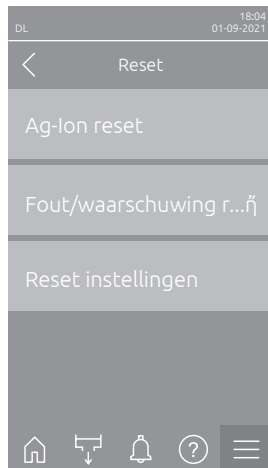 18:04
DL 01-09-2021
Reset
Ag-Ion reset
Fout/waarschuwing r...ή
Reset instellingen
?